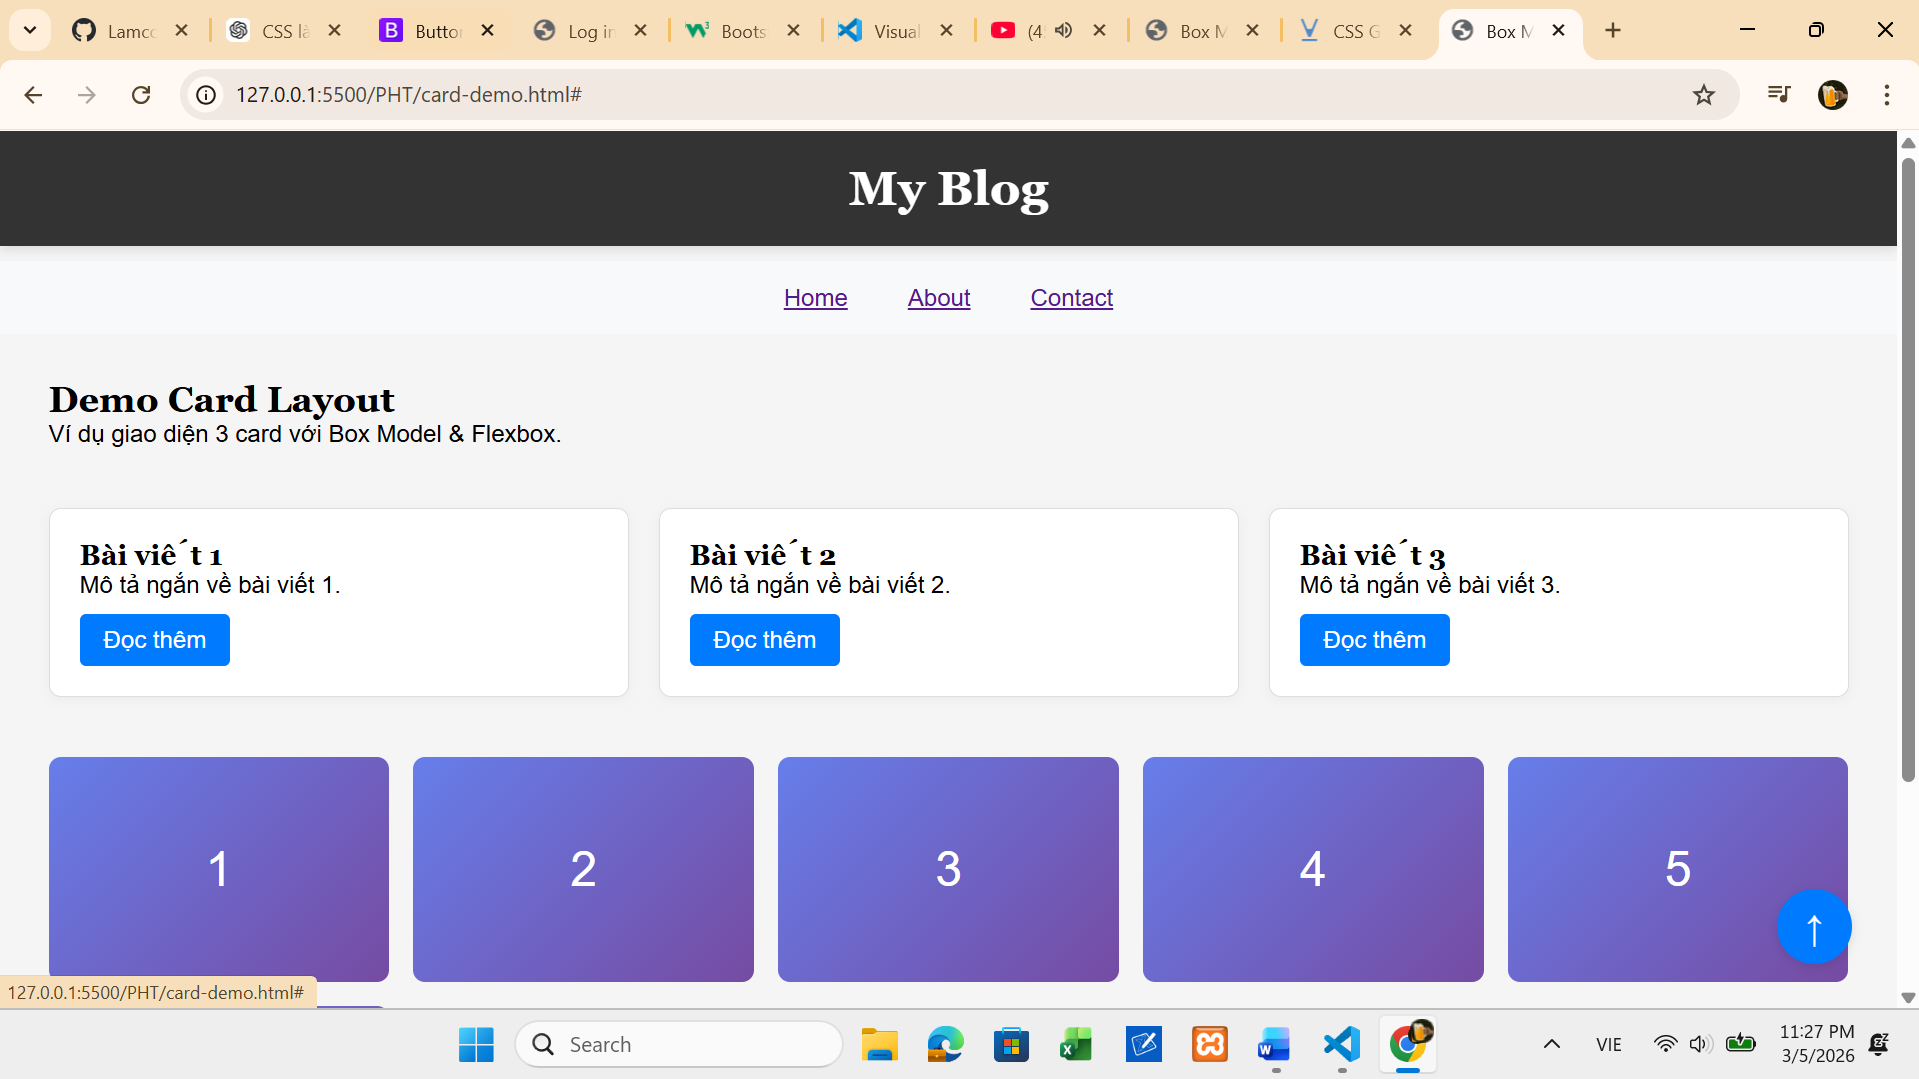 Lamco
CSS là
Button
Log in
Boots
Visual
(4
Box M
CSS G
Box M
127.0.0.1:5500/PHT/card-demo.html#
My Blog
Home About Contact
Demo Card Layout
Ví dụ giao diện 3 card với Box Model & Flexbox.
Bài viết 1
Mô tả ngắn về bài viết 1.
Đọc thêm
Bài viết 2
Mô tả ngắn về bài viết 2.
Đọc thêm
Bài viết 3
Mô tả ngắn về bài viết 3.
Đọc thêm
1 2 3 4 5
↑
127.0.0.1:5500/PHT/card-demo.html#
Search
VIE
11:27 PM
3/5/2026